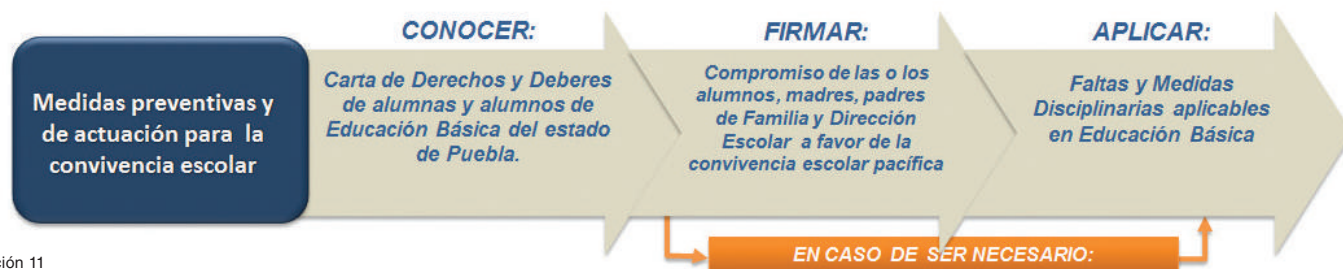 Medidas preventivas y
de actuación para la
convivencia escolar
CONOCER:
Carta de Derechos y Deberes
de alumnas y alumnos de
Educación Básica del estado
de Puebla.
FIRMAR:
Compromiso de las o los
alumnos, madres, padres
de Familia y Dirección
Escolar a favor de la
convivencia escolar pacífica
APLICAR:
Faltas y Medidas
Disciplinarias aplicables
en Educación Básica
EN CASO DE SER NECESARIO:
ción 11